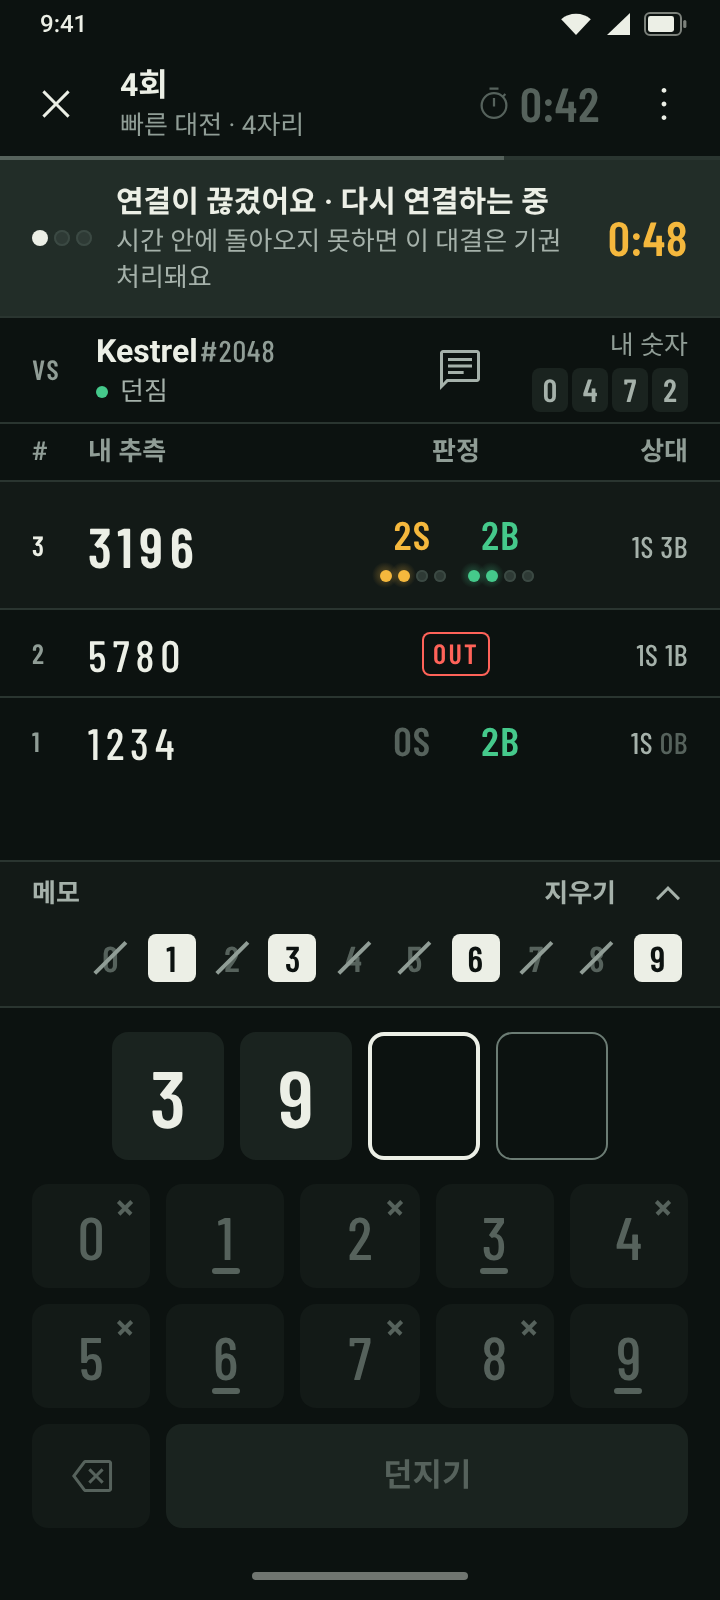 9:41
4회
빠른 대전 · 4자리
0:42
연결이 끊겼어요 · 다시 연결하는 중
시간 안에 돌아오지 못하면 이 대결은 기권
처리돼요
0:48
VS
Kestrel#2048
던짐
내 숫자
0 4 7 2
# 내 추측 판정 상대
3 3196 2S 2B 1S 3B
2 5780 OUT 1S 1B
1 1234 0S 2B 1S 0B
메모 지우기
0 1 2 3 4 5 6 7 8 9
3 9
0 1 2 3 4
5 6 7 8 9
던지기